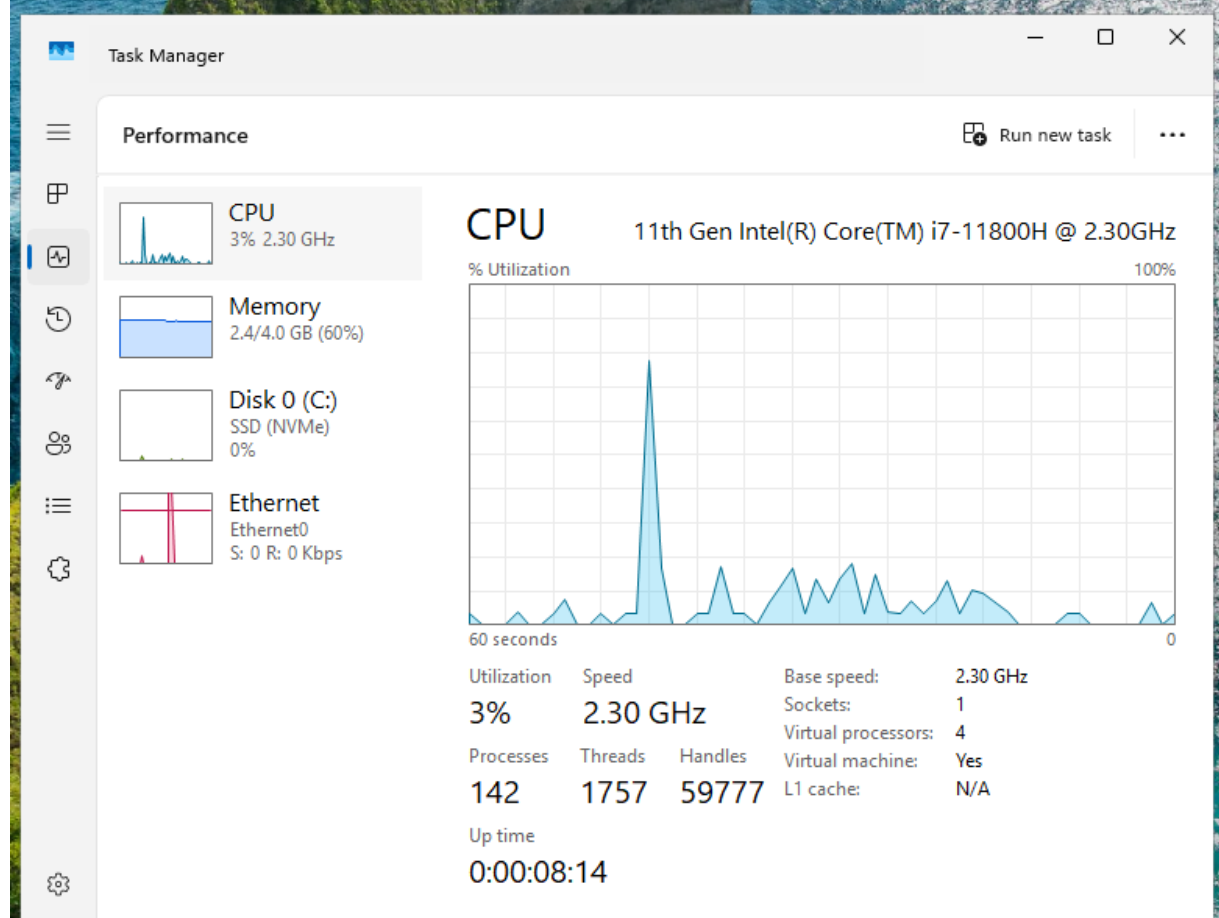 Task Manager
Performance
Run new task
CPU
3% 2.30 GHz
Memory
2.4/4.0 GB (60%)
Disk 0 (C:)
SSD (NVMe)
0%
Ethernet
Ethernet0
S: 0 R: 0 Kbps
CPU 11th Gen Intel(R) Core(TM) i7-11800H @ 2.30GHz
% Utilization 100%
60 seconds 0
Utilization Speed
3% 2.30 GHz
Processes Threads Handles
142 1757 59777
Up time
0:00:08:14
Base speed: 2.30 GHz
Sockets: 1
Virtual processors: 4
Virtual machine: Yes
L1 cache: N/A